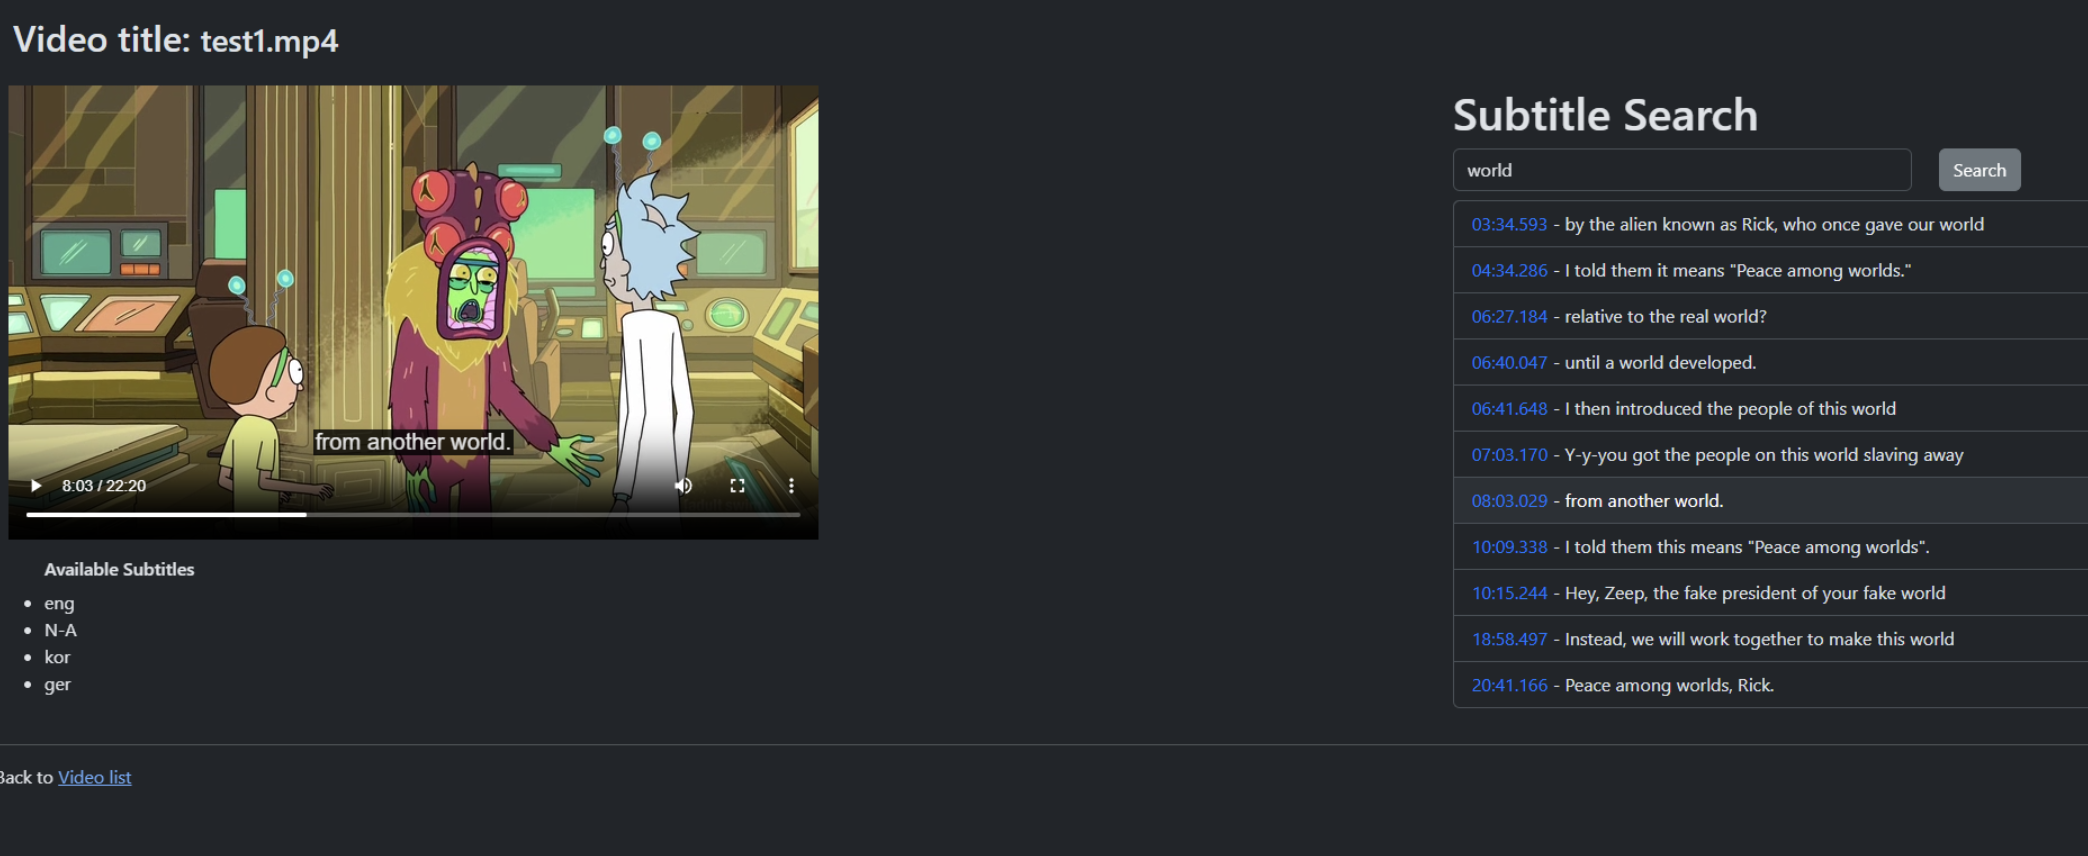 Video title: test1.mp4
from another world.
8:03 / 22:20
Available Subtitles
eng
N-A
kor
ger
Subtitle Search
world
Search
03:34.593 - by the alien known as Rick, who once gave our world
04:34.286 - I told them it means "Peace among worlds."
06:27.184 - relative to the real world?
06:40.047 - until a world developed.
06:41.648 - I then introduced the people of this world
07:03.170 - Y-y-you got the people on this world slaving away
08:03.029 - from another world.
10:09.338 - I told them this means "Peace among worlds".
10:15.244 - Hey, Zeep, the fake president of your fake world
18:58.497 - Instead, we will work together to make this world
20:41.166 - Peace among worlds, Rick.
Back to Video list